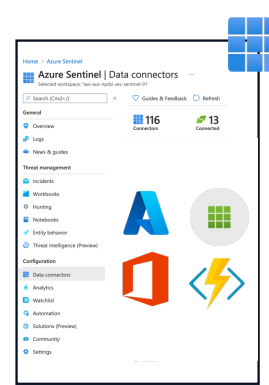 Home > Azure Sentinel
Azure Sentinel | Data connectors ...
Selected workspace: 'law-aus-npdd-sec-sentinel-01'
Search (Cmd+/)
«
Guides & Feedback
Refresh
General
Overview
Logs
News & guides
116
Connectors
13
Connected
Threat management
Incidents
Workbooks
Hunting
Notebooks
Entity behavior
Threat intelligence (Preview)
Configuration
Data connectors
Analytics
Watchlist
Automation
Solutions (Preview)
Community
Settings